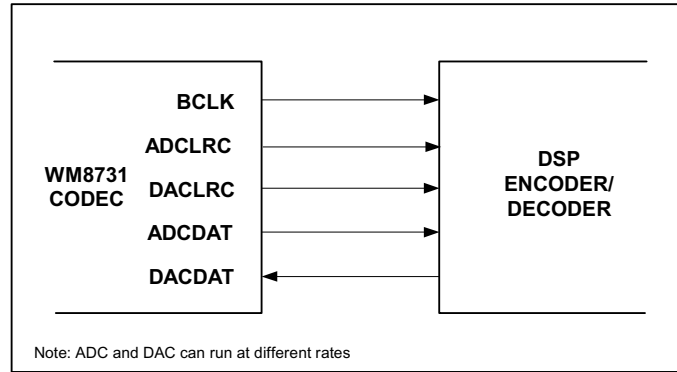 BCLK
ADCLRC
WM8731
CODEC
DACLRC
ADCDAT
DACDAT
DSP
ENCODER/
DECODER
Note: ADC and DAC can run at different rates